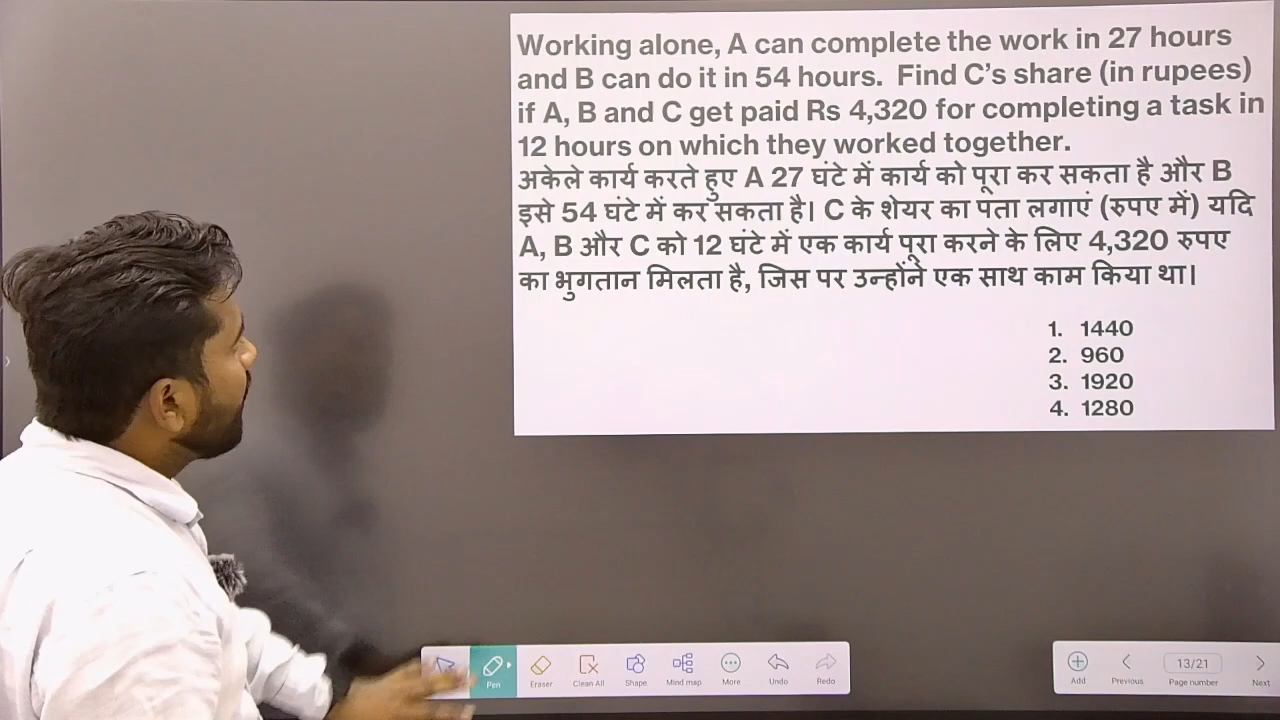 Working alone, A can complete the work in 27 hours
and B can do it in 54 hours. Find C's share (in rupees)
if A, B and C get paid Rs 4,320 for completing a task in
12 hours on which they worked together.
अकेले कार्य करते हुए A 27 घंटे में कार्य को पूरा कर सकता है और B
इसे 54 घंटे में कर सकता है। C के शेयर का पता लगाएं (रुपए में) यदि
A, B और C को 12 घंटे में एक कार्य पूरा करने के लिए 4,320 रुपए
का भुगतान मिलता है, जिस पर उन्होंने एक साथ काम किया था।
1. 1440
2. 960
3. 1920
4. 1280
Pen Eraser Clean All Shape Mind map More Undo Redo
13/21
Add Previous Page number Next